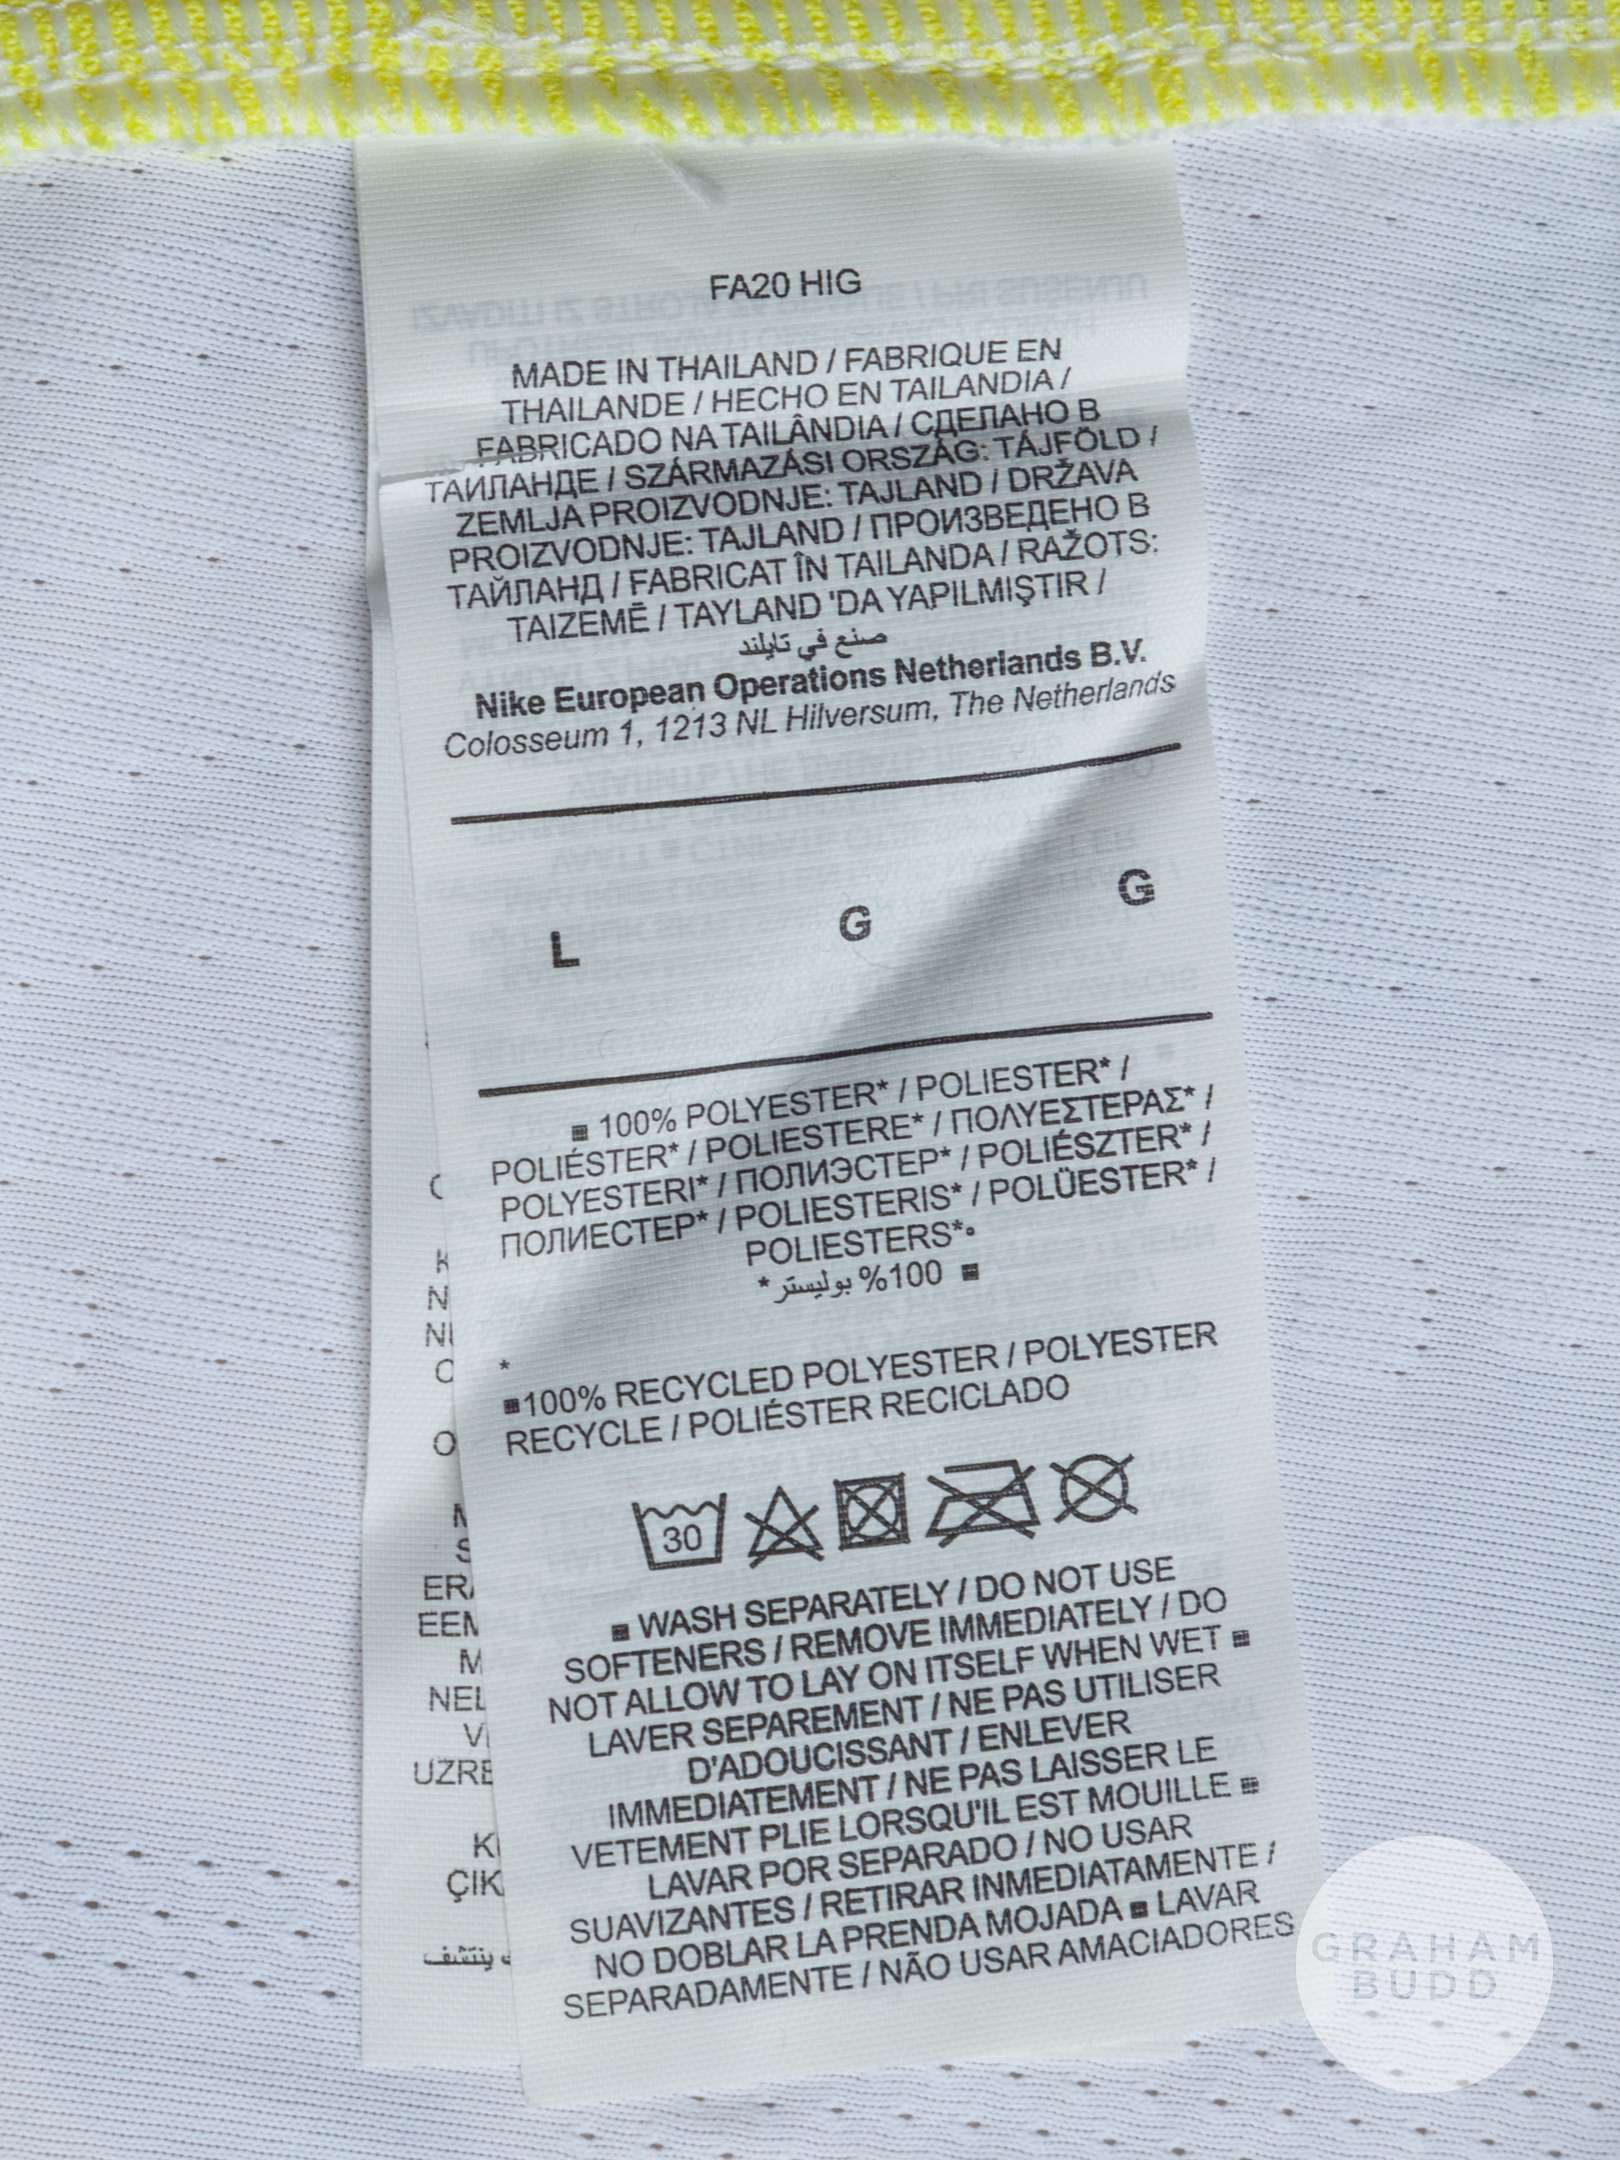 FA20 HIG
MADE IN THAILAND / FABRIQUE EN
THAILANDE / HECHO EN TAILANDIA /
FABRICADO NA TAILÂNDIA / СДЕЛАНО В
ТАИЛАНДЕ / SZÁRMAZÁSI ORSZÁG: TÁJFÖLD /
ZEMLJA PROIZVODNJE: TAJLAND / DRŽAVA
PROIZVODNJE: TAJLAND / ПРОИЗВЕДЕНО В
ТАЙЛАНД / FABRICAT ÎN TAILANDA / RAŽOTS:
TAIZEMĒ / TAYLAND 'DA YAPILMIŞTIR /
صنع في تايلند
Nike European Operations Netherlands B.V.
Colosseum 1, 1213 NL Hilversum, The Netherlands
L G G
■ 100% POLYESTER* / POLIESTER* /
POLIÉSTER* / POLIESTERE* / ΠΟΛΥΕΣΤΕΡΑΣ* /
POLYESTERI* / ПОЛИЭСТЕР* / POLIÉSZTER* /
ПОЛИЕСТЕР* / POLIESTERIS* / POLÜESTER* /
POLIESTERS*
■ 100% بوليستر *
*
■100% RECYCLED POLYESTER / POLYESTER
RECYCLE / POLIÉSTER RECICLADO
30
■ WASH SEPARATELY / DO NOT USE
SOFTENERS / REMOVE IMMEDIATELY / DO
NOT ALLOW TO LAY ON ITSELF WHEN WET ■
LAVER SEPAREMENT / NE PAS UTILISER
D'ADOUCISSANT / ENLEVER
IMMEDIATEMENT / NE PAS LAISSER LE
VETEMENT PLIE LORSQU'IL EST MOUILLE ■
LAVAR POR SEPARADO / NO USAR
SUAVIZANTES / RETIRAR INMEDIATAMENTE /
NO DOBLAR LA PRENDA MOJADA ■ LAVAR
SEPARADAMENTE / NÃO USAR AMACIADORES
GRAHAM
BUDD